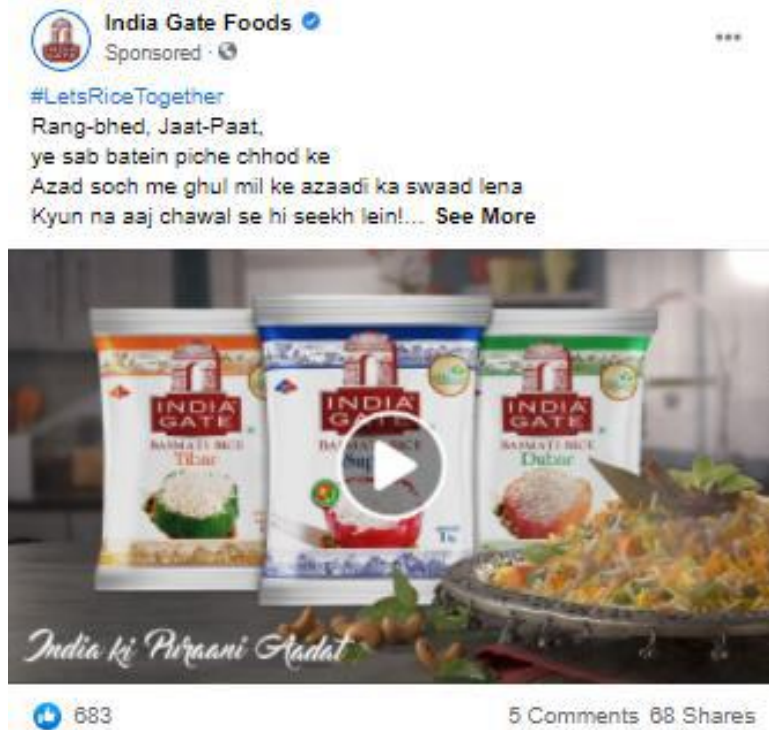 India Gate Foods
Sponsored ·
#LetsRiceTogether
Rang-bhed, Jaat-Paat,
ye sab batein piche chhod ke
Azad soch me ghul mil ke azaadi ka swaad lena
Kyun na aaj chawal se hi seekh lein!... See More
INDIA
GATE
BASMATI RICE
Tibar
INDIA
GATE
BASMATI RICE
INDIA
GATE
BASMATI RICE
Dubar
India ki Puraani Aadat
683
5 Comments 68 Shares